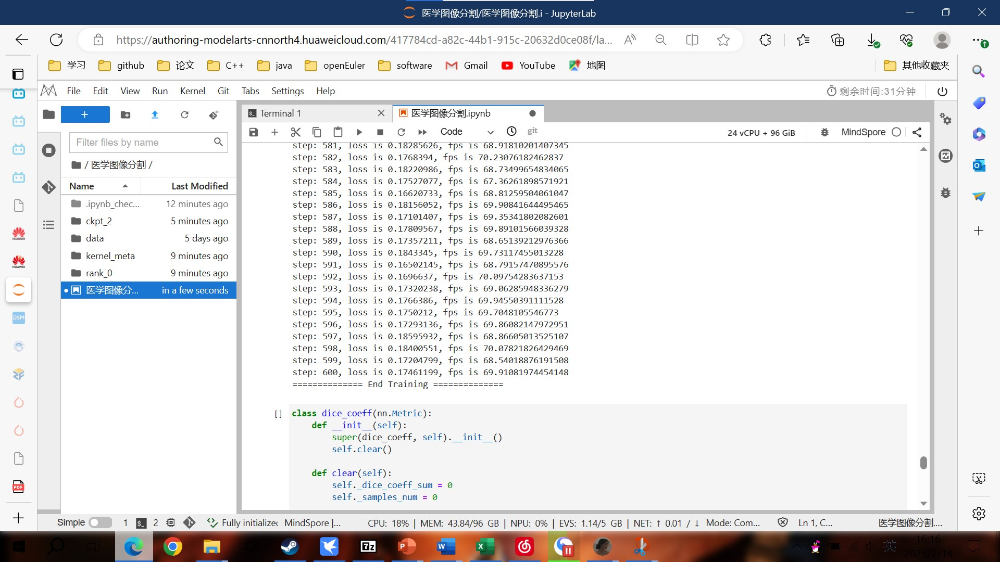 医学图像分割/医学图像分割.i - JupyterLab
https://authoring-modelarts-cnnorth4.huaweicloud.com/417784cd-a82c-44b1-915c-20632d0ce08f/la...
学习 github 论文 C++ java openEuler software Gmail YouTube 地图 其他收藏夹
File Edit View Run Kernel Git Tabs Settings Help 剩余时间:31分钟
Terminal 1 医学图像分割.ipynb
Code git 24 vCPU + 96 GiB MindSpore
Filter files by name
/ 医学图像分割 /
Name Last Modified
.ipynb_chec... 12 minutes ago
ckpt_2 5 minutes ago
data 5 days ago
kernel_meta 9 minutes ago
rank_0 9 minutes ago
医学图像分... in a few seconds
HUAWEI
HUAWEI
DSM
PDF
step: 581, loss is 0.18285626, fps is 68.91810201407345
step: 582, loss is 0.1768394, fps is 70.23076182462837
step: 583, loss is 0.18220986, fps is 68.73499654834065
step: 584, loss is 0.17527077, fps is 67.36261898571921
step: 585, loss is 0.16620733, fps is 68.81259504061047
step: 586, loss is 0.18156052, fps is 69.90841644495465
step: 587, loss is 0.17101407, fps is 69.35341802082601
step: 588, loss is 0.17809567, fps is 69.89101566039328
step: 589, loss is 0.17357211, fps is 68.65139212976366
step: 590, loss is 0.1843345, fps is 69.73117455013228
step: 591, loss is 0.16502145, fps is 68.79157470895576
step: 592, loss is 0.1696637, fps is 70.09754283637153
step: 593, loss is 0.17320238, fps is 69.06285948336279
step: 594, loss is 0.1766386, fps is 69.94550391111528
step: 595, loss is 0.1750212, fps is 69.7048105546773
step: 596, loss is 0.17293136, fps is 69.86082147972951
step: 597, loss is 0.18595932, fps is 68.86605013525107
step: 598, loss is 0.18400551, fps is 70.07821826429469
step: 599, loss is 0.17204799, fps is 68.54018876191508
step: 600, loss is 0.17461199, fps is 69.91081974454148
============== End Training ==============
[ ] class dice_coeff(nn.Metric):
def __init__(self):
super(dice_coeff, self).__init__()
self.clear()
def clear(self):
self._dice_coeff_sum = 0
self._samples_num = 0
Simple 1 2 Fully initialized MindSpore |... CPU: 18% | MEM: 43.84/96 GB | NPU: 0% | EVS: 1.14/5 GB | NET: ↑ 0.01 / ↓ Mode: Com... Ln 1, C... 医学图像分割....
7z P W X 英 16:16
2023/7/14